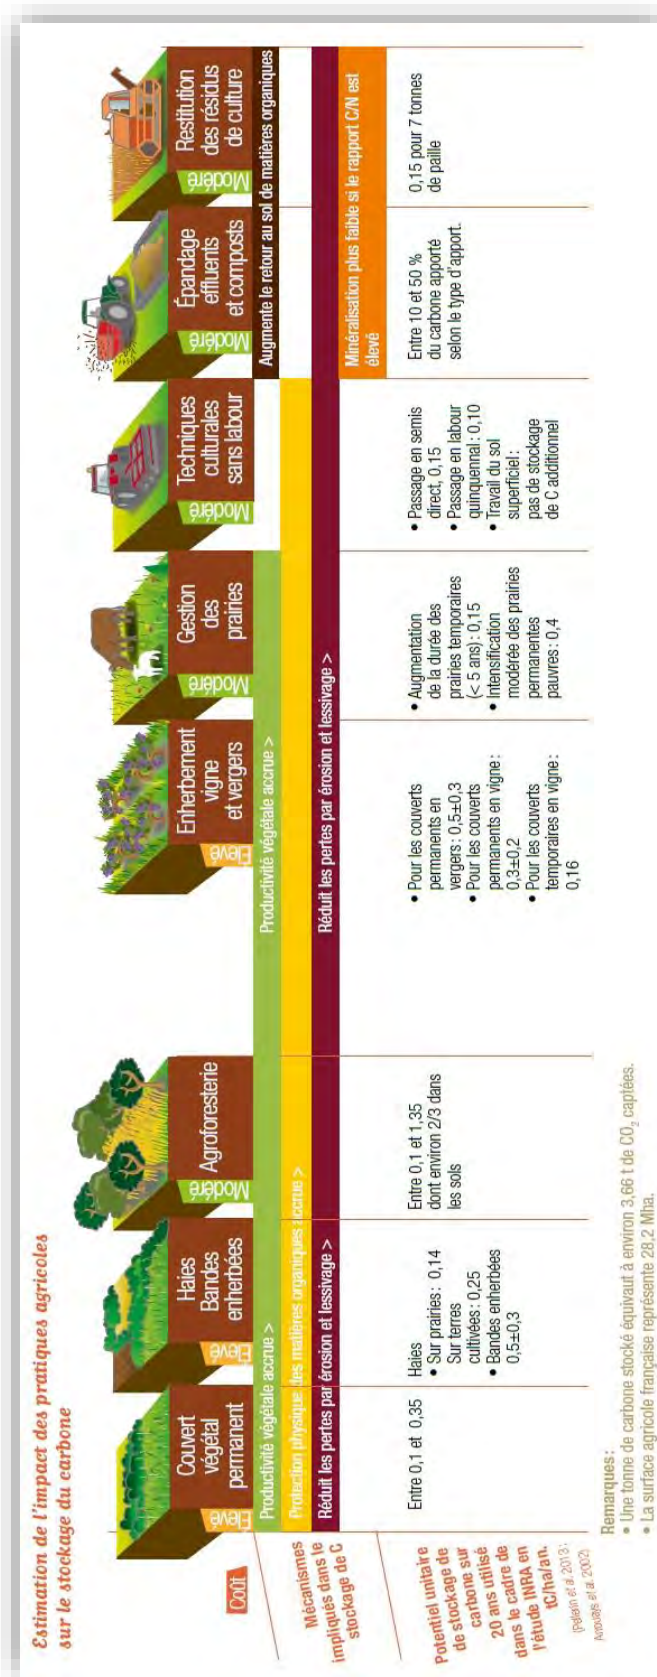 Estimation de l'impact des pratiques agricoles
sur le stockage du carbone
Coût
Élevé
Couvert
végétal
permanent
Élevé
Haies
Bandes
enherbées
Modéré
Agroforesterie
Élevé
Enherbement
vigne
et vergers
Modéré
Gestion
des
prairies
Modéré
Techniques
culturales
sans labour
Modéré
Épandage
effluents
et composts
Modéré
Restitution
des résidus
de culture
Mécanismes
impliqués dans le
stockage de C
Productivité végétale accrue >
Productivité végétale accrue >
Augmente le retour au sol de matières organiques
Protection physique des matières organiques accrue >
Réduit les pertes par érosion et lessivage >
Réduit les pertes par érosion et lessivage >
Minéralisation plus faible si le rapport C/N est
élevé
Potentiel unitaire
de stockage de
carbone sur
20 ans utilisé
dans le cadre de
l'étude INRA en
tC/ha/an.
(Pellerin et al. 2013 ;
Arrouays et al. 2002)
Entre 0,1 et 0,35
Haies
• Sur prairies : 0,14
Sur terres
cultivées : 0,25
• Bandes enherbées
0,5±0,3
Entre 0,1 et 1,35
dont environ 2/3 dans
les sols
• Pour les couverts
permanents en
vergers : 0,5±0,3
• Pour les couverts
permanents en vigne :
0,3±0,2
• Pour les couverts
temporaires en vigne :
0,16
• Augmentation
de la durée des
prairies temporaires
(< 5 ans) : 0,15
• Intensification
modérée des prairies
permanentes
pauvres : 0,4
• Passage en semis
direct, 0,15
• Passage en labour
quinquennal : 0,10
• Travail du sol
superficiel :
pas de stockage
de C additionnel
Entre 10 et 50 %
du carbone apporté
selon le type d'apport.
0,15 pour 7 tonnes
de paille
Remarques :
• Une tonne de carbone stocké équivaut à environ 3,66 t de CO₂ captées.
• La surface agricole française représente 28,2 Mha.